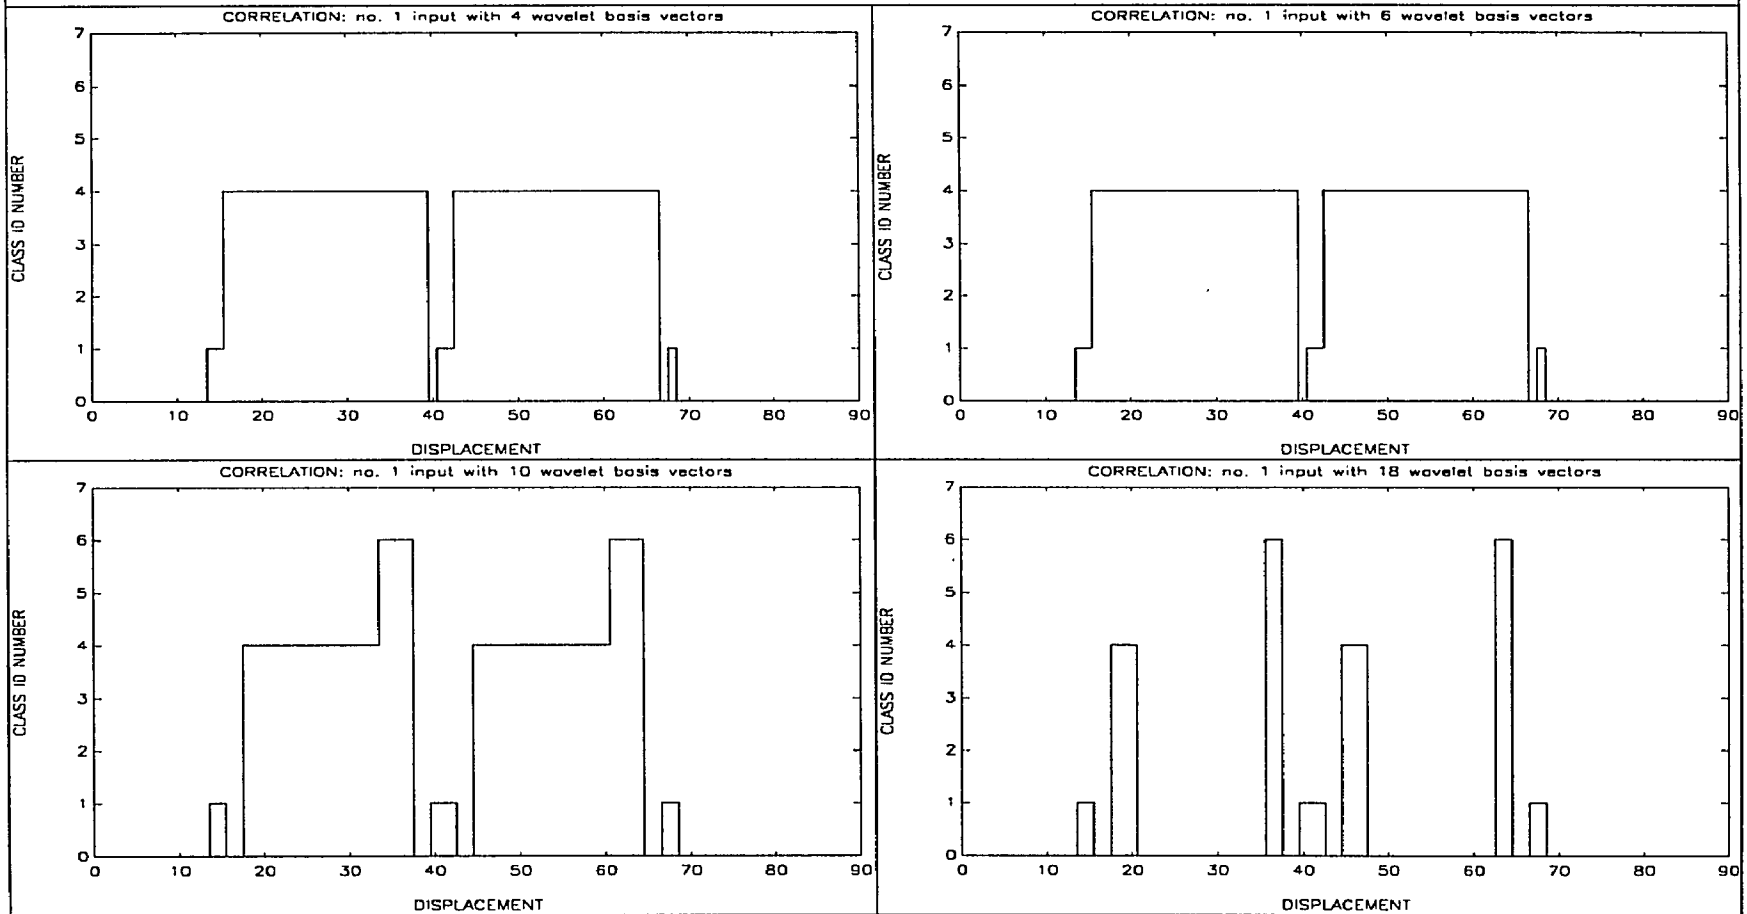 CORRELATION: no. 1 input with 4 wavelet basis vectors
7
6
5
4
3
2
1
0
CLASS ID NUMBER
0 10 20 30 40 50 60 70 80 90
DISPLACEMENT
CORRELATION: no. 1 input with 6 wavelet basis vectors
7
6
5
4
3
2
1
0
CLASS ID NUMBER
0 10 20 30 40 50 60 70 80 90
DISPLACEMENT
CORRELATION: no. 1 input with 10 wavelet basis vectors
7
6
5
4
3
2
1
0
CLASS ID NUMBER
0 10 20 30 40 50 60 70 80 90
DISPLACEMENT
CORRELATION: no. 1 input with 18 wavelet basis vectors
7
6
5
4
3
2
1
0
CLASS ID NUMBER
0 10 20 30 40 50 60 70 80 90
DISPLACEMENT